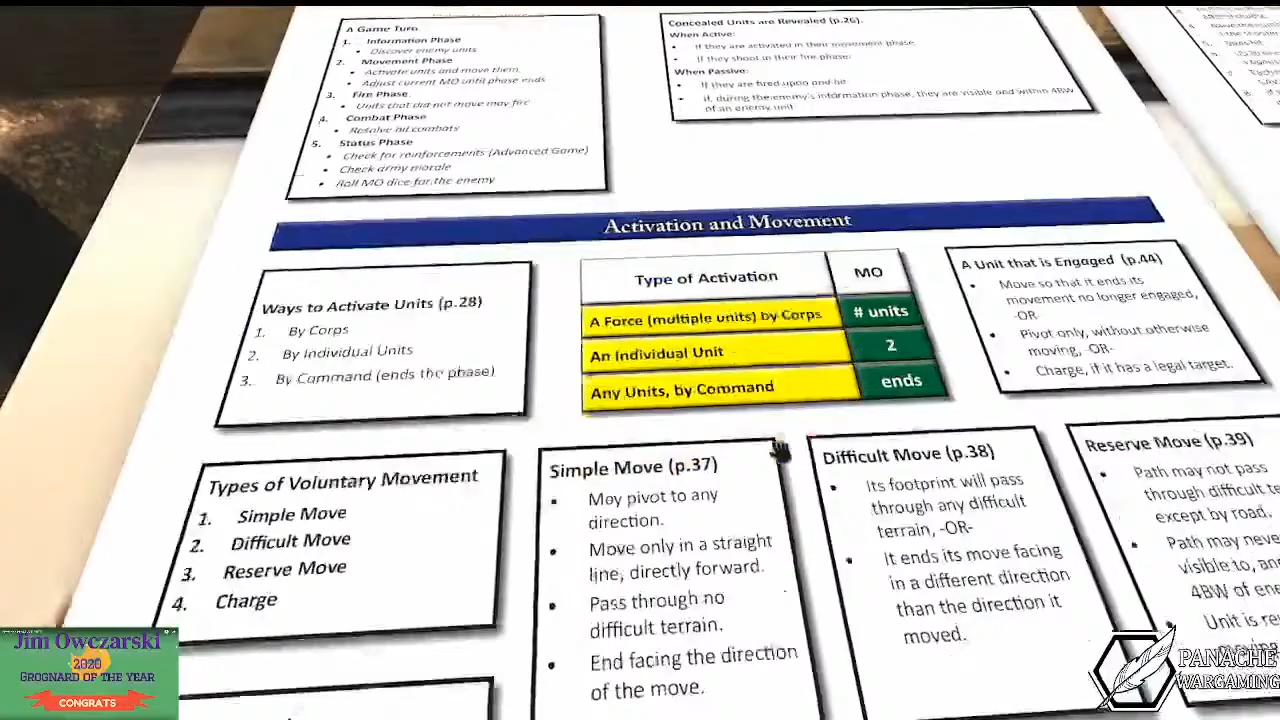 A Game Turn
1. Information Phase
• Discover enemy units
2. Movement Phase
• Activate units and move them.
• Adjust current MO until phase ends
3. Fire Phase
• Units that did not move may fire
4. Combat Phase
• Resolve all combats
5. Status Phase
• Check for reinforcements (Advanced Game)
• Check army morale
• Roll MO dice for the enemy
Concealed Units are Revealed (p.26).
When Active:
• If they are activated in their movement phase
• If they shoot in their fire phase.
When Passive:
• If they are fired upon and hit
• If, during the enemy's information phase, they are visible and within 4BW
of an enemy unit
Activation and Movement
Ways to Activate Units (p.28)
1. By Corps
2. By Individual Units
3. By Command (ends the phase)
Type of Activation MO
A Force (multiple units) by Corps # units
An Individual Unit 2
Any Units, by Command ends
A Unit that is Engaged (p.44)
• Move so that it ends its
movement no longer engaged,
-OR-
• Pivot only, without otherwise
moving, -OR-
• Charge, if it has a legal target.
Types of Voluntary Movement
1. Simple Move
2. Difficult Move
3. Reserve Move
4. Charge
Simple Move (p.37)
• May pivot to any
direction.
• Move only in a straight
line, directly forward.
• Pass through no
difficult terrain.
• End facing the direction
of the move.
Difficult Move (p.38)
• Its footprint will pass
through any difficult
terrain, -OR-
• It ends its move facing
in a different direction
than the direction it
moved.
Reserve Move (p.39)
• Path may not pass
through difficult
except by road.
• Path may
visible to,
4BW of
Unit is
Jim Owczarski
2020
GROGNARD OF THE YEAR
CONGRATS
PANACHE
WARGAMING